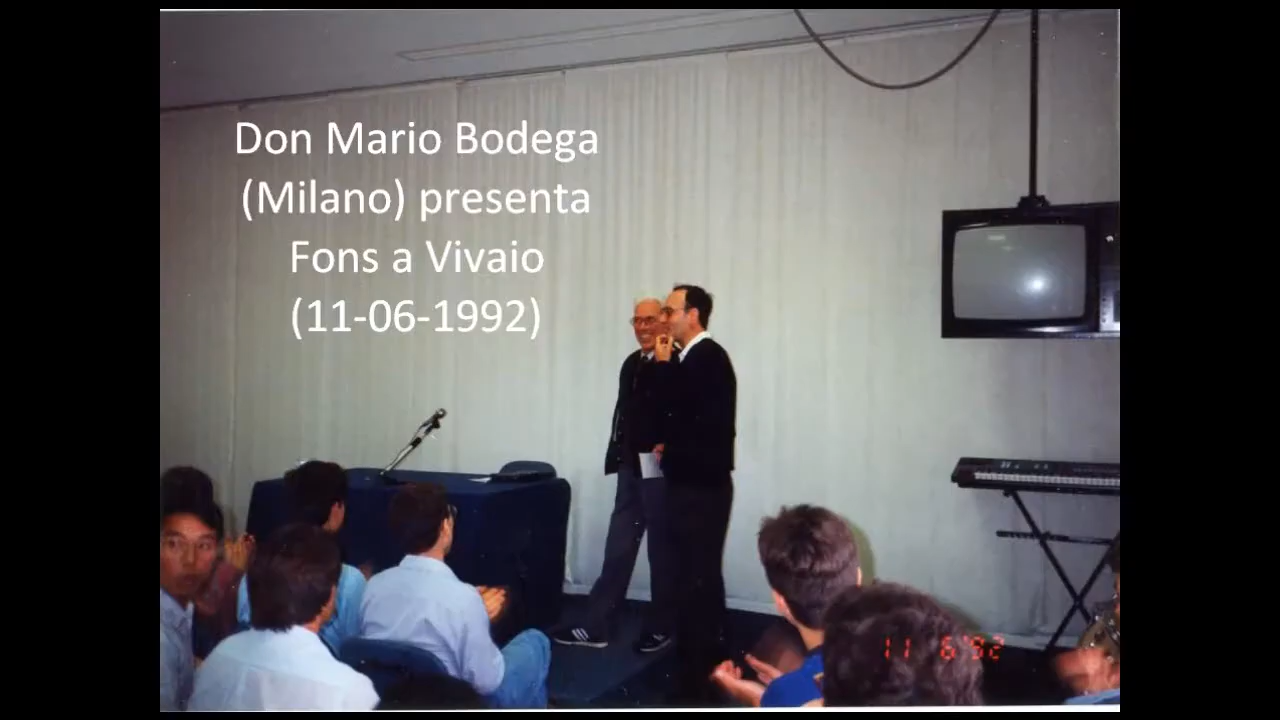 Don Mario Bodega
(Milano) presenta
Fons a Vivaio
(11-06-1992)
11 6'92